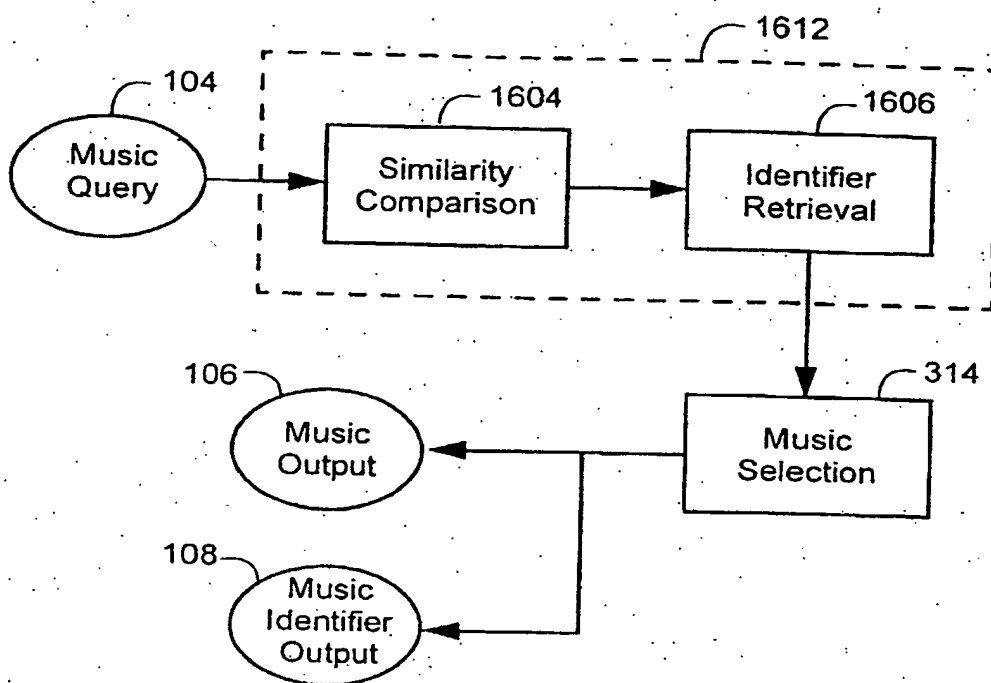 1612
104
1604
1606
Music
Query
Similarity
Comparison
Identifier
Retrieval
106
314
Music
Output
Music
Selection
108
Music
Identifier
Output